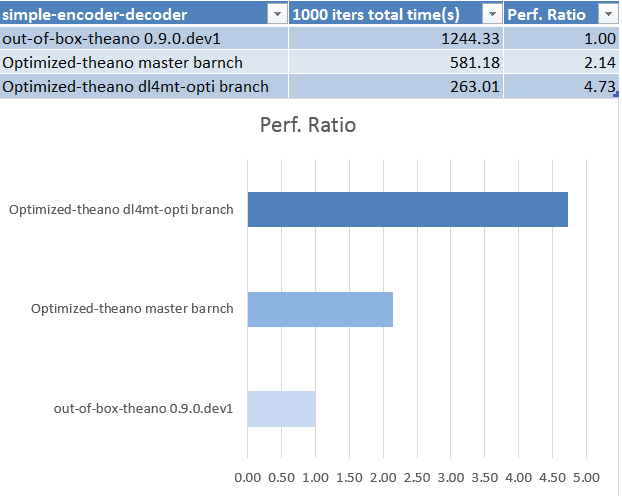 simple-encoder-decoder 1000 iters total time(s) Perf. Ratio
out-of-box-theano 0.9.0.dev1 1244.33 1.00
Optimized-theano master barnch 581.18 2.14
Optimized-theano dl4mt-opti branch 263.01 4.73
Perf. Ratio
Optimized-theano dl4mt-opti branch
Optimized-theano master barnch
out-of-box-theano 0.9.0.dev1
0.00 0.50 1.00 1.50 2.00 2.50 3.00 3.50 4.00 4.50 5.00